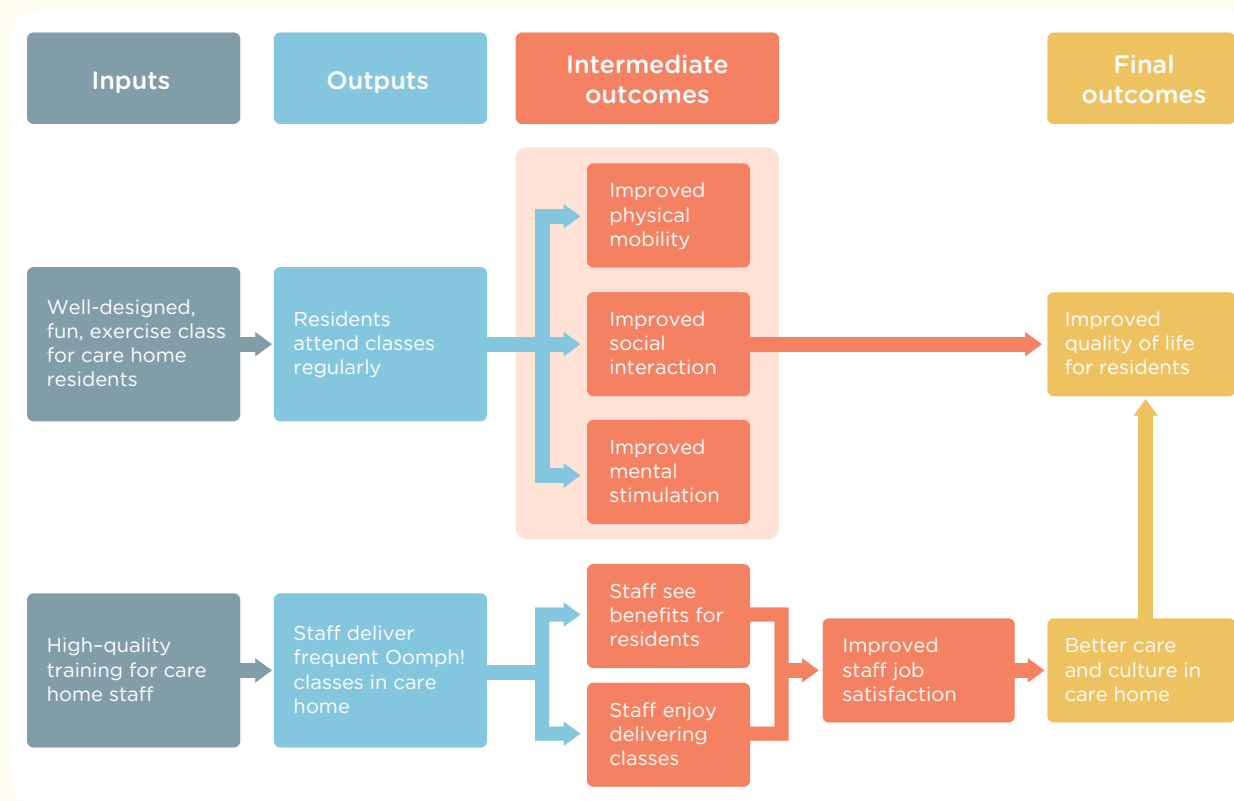 Inputs
Outputs
Intermediate
outcomes
Final
outcomes
Well-designed,
fun, exercise class
for care home
residents
Residents
attend classes
regularly
Improved
physical
mobility
Improved
social
interaction
Improved
mental
stimulation
Improved
quality of life
for residents
High-quality
training for care
home staff
Staff deliver
frequent Oomph!
classes in care
home
Staff see
benefits for
residents
Staff enjoy
delivering
classes
Improved
staff job
satisfaction
Better care
and culture in
care home